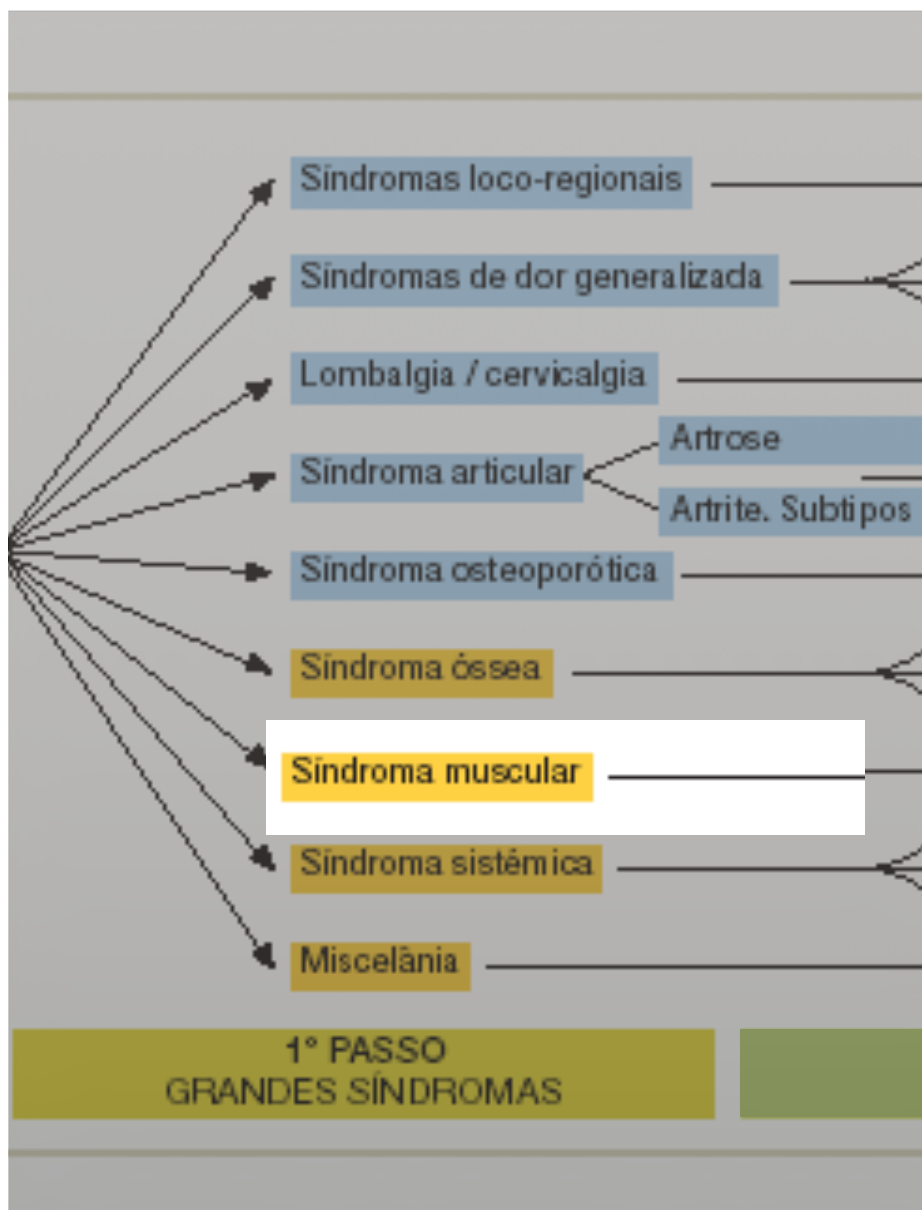 Síndromas loco-regionais
Síndromas de dor generalizada
Lombalgia / cervicalgia
Artrose
Síndroma articular
Artrite. Subtipos
Síndroma osteoporótica
Síndroma óssea
Síndroma muscular
Síndroma sistémica
Miscelânia
1° PASSO
GRANDES SÍNDROMAS